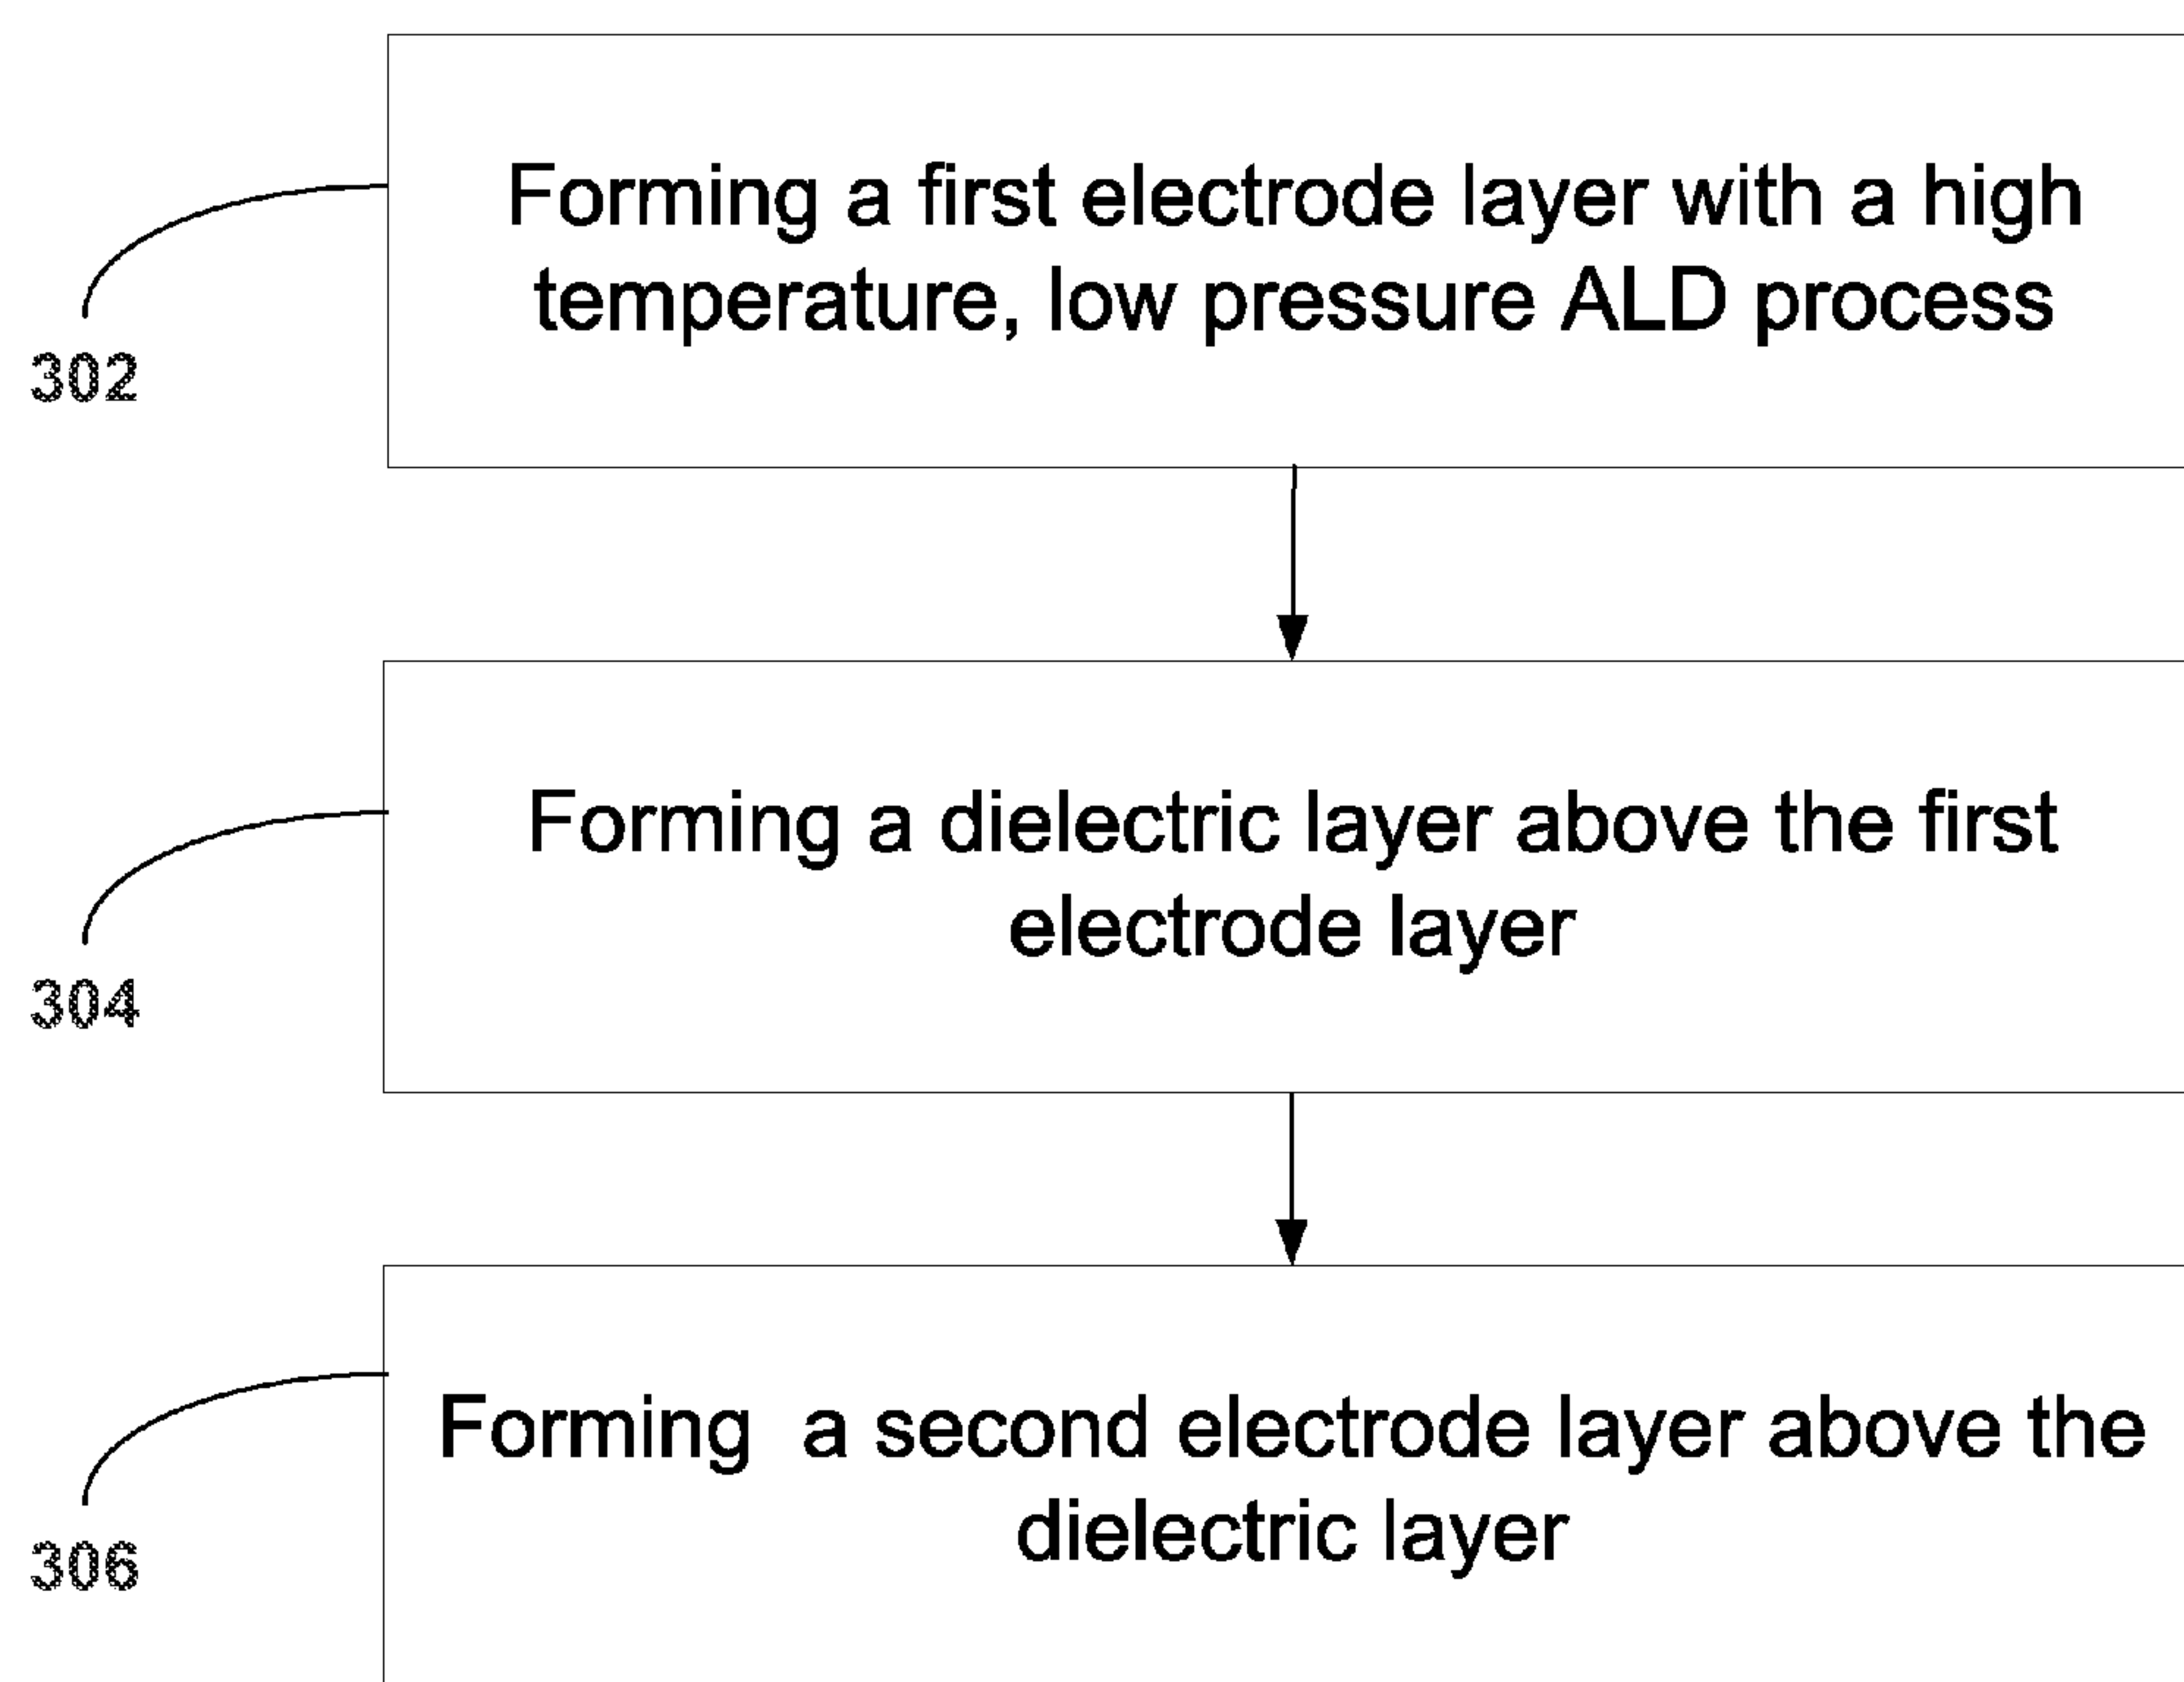 Forming a first electrode layer with a high
temperature, low pressure ALD process
302
Forming a dielectric layer above the first
electrode layer
304
Forming a second electrode layer above the
dielectric layer
306